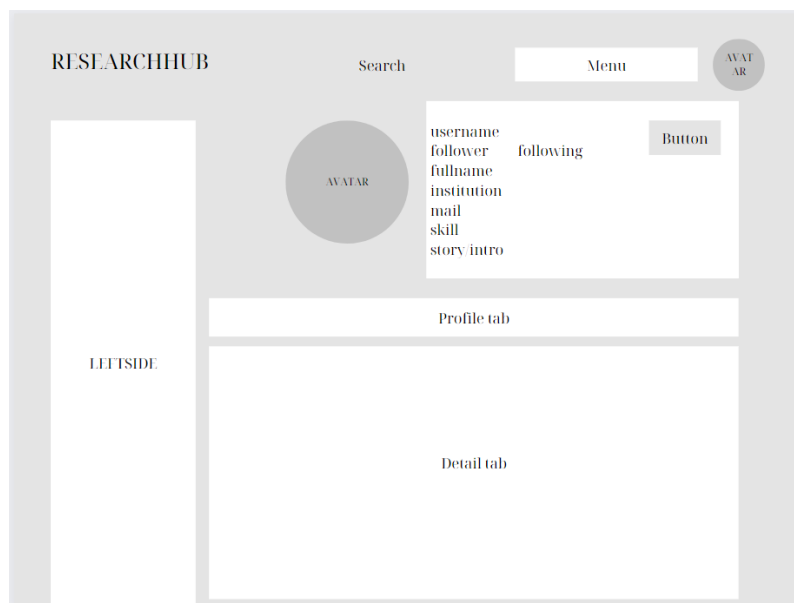 RESEARCHHUB
Search
Menu
AVAT
AR
AVATAR
username
follower following
fullname
institution
mail
skill
story/intro
Button
Profile tab
LEFTSIDE
Detail tab